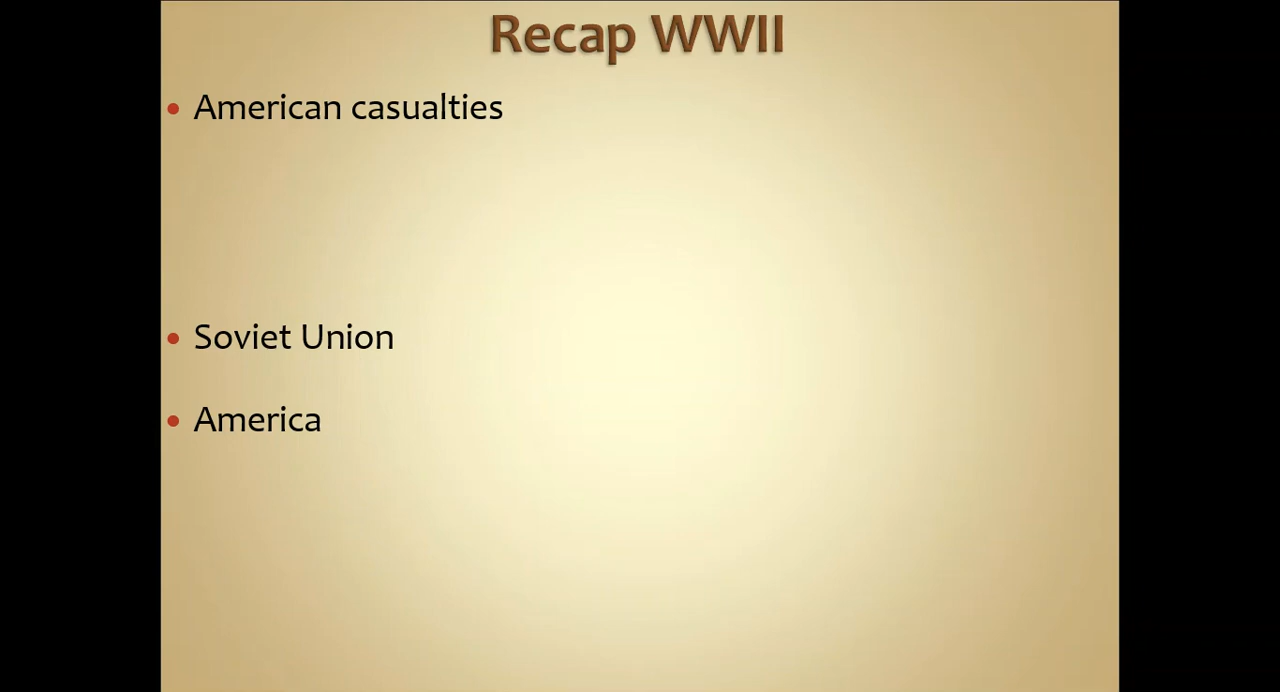 Recap WWII
• American casualties
• Soviet Union
• America